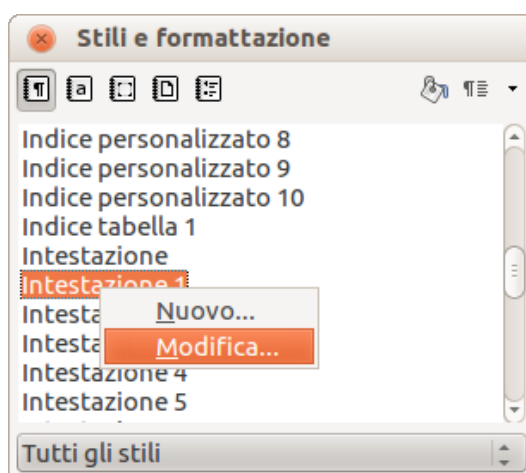 Stili e formattazione
Indice personalizzato 8
Indice personalizzato 9
Indice personalizzato 10
Indice tabella 1
Intestazione
Intestazione 1
Nuovo...
Modifica...
Intestazione 4
Intestazione 5
Tutti gli stili